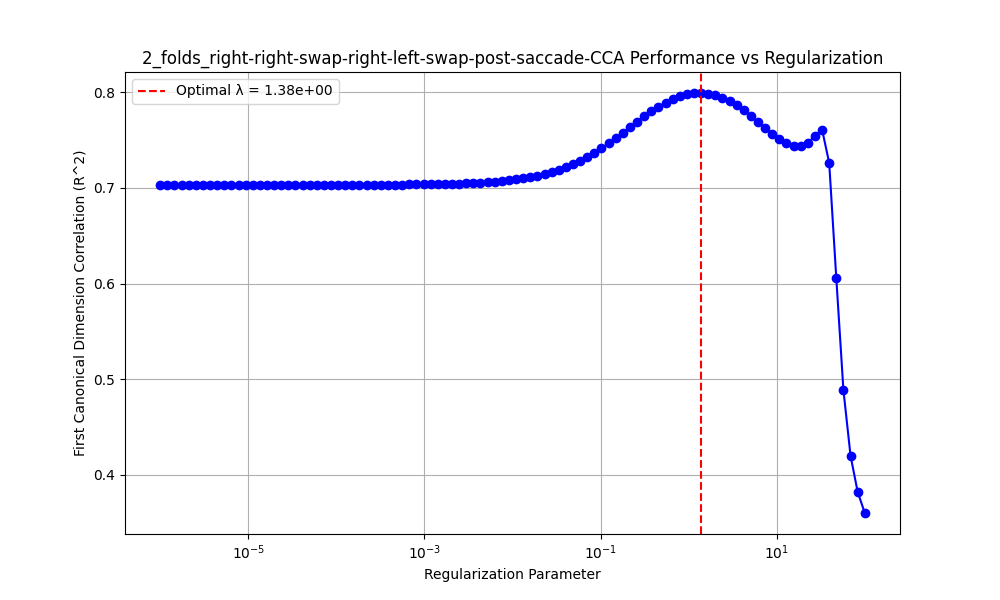 2_folds_right-right-swap-right-left-swap-post-saccade-CCA Performance vs Regularization
Optimal λ = 1.38e+00
First Canonical Dimension Correlation (R^2)
0.8
0.7
0.6
0.5
0.4
10⁻⁵
10⁻³
10⁻¹
10¹
Regularization Parameter